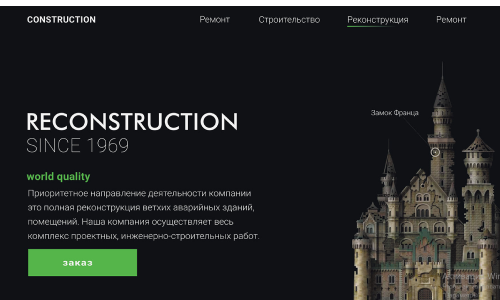 CONSTRUCTION
Ремонт Строительство Реконструкция Ремонт
Замок Франца
RECONSTRUCTION
SINCE 1969
world quality
Приоритетное направление деятельности компании
это полная реконструкция ветхих аварийных зданий,
помещений. Наша компания осуществляет весь
комплекс проектных, инженерно-строительных работ.
заказ